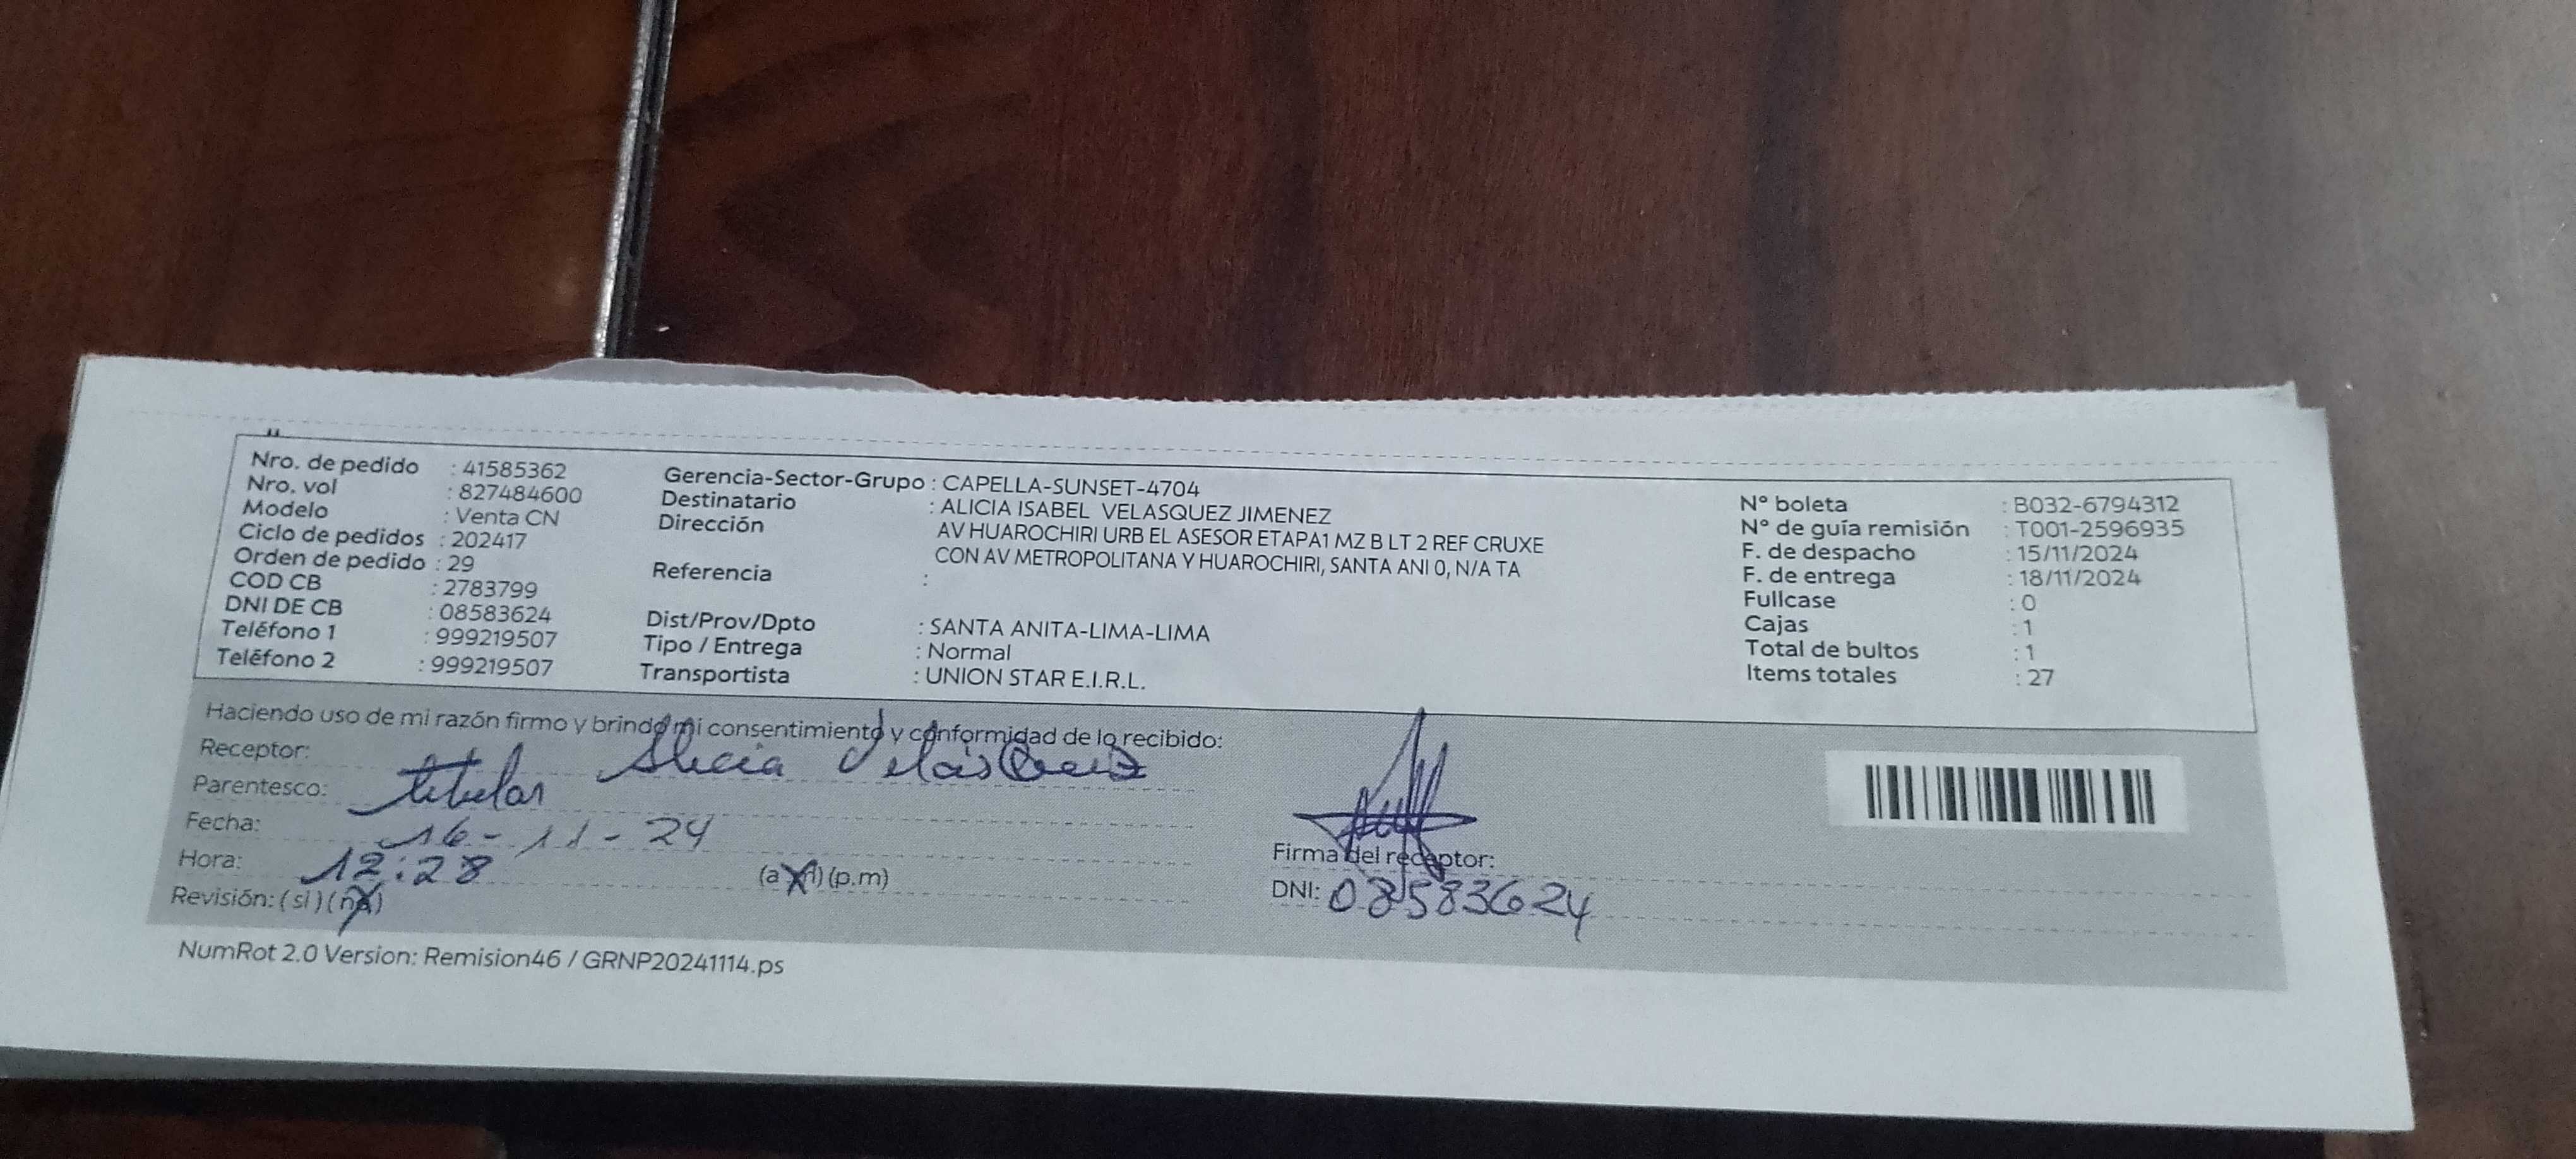 Nro. de pedido : 41585362
Nro. vol : 827484600
Modelo : Venta CN
Ciclo de pedidos : 202417
Orden de pedido : 29
COD CB : 2783799
DNI DE CB : 08583624
Teléfono 1 : 999219507
Teléfono 2 : 999219507
Gerencia-Sector-Grupo : CAPELLA-SUNSET-4704
Destinatario : ALICIA ISABEL VELASQUEZ JIMENEZ
Dirección AV HUAROCHIRI URB EL ASESOR ETAPA1 MZ B LT 2 REF CRUXE
CON AV METROPOLITANA Y HUAROCHIRI, SANTA ANI 0, N/A TA
Referencia :
Dist/Prov/Dpto : SANTA ANITA-LIMA-LIMA
Tipo / Entrega : Normal
Transportista : UNION STAR E.I.R.L.
N° boleta : B032-6794312
N° de guía remisión : T001-2596935
F. de despacho : 15/11/2024
F. de entrega : 18/11/2024
Fullcase : 0
Cajas : 1
Total de bultos : 1
Items totales : 27
Haciendo uso de mi razón firmo y brindo mi consentimiento y conformidad de lo recibido:
Receptor: Alicia Velásquez
Parentesco: titular
Fecha: 16-11-24
Hora: 12:28 (a.m) (p.m)
Revisión: (si) (no)
Firma del receptor:
DNI: 08583624
NumRot 2.0 Version: Remision46 / GRNP20241114.ps